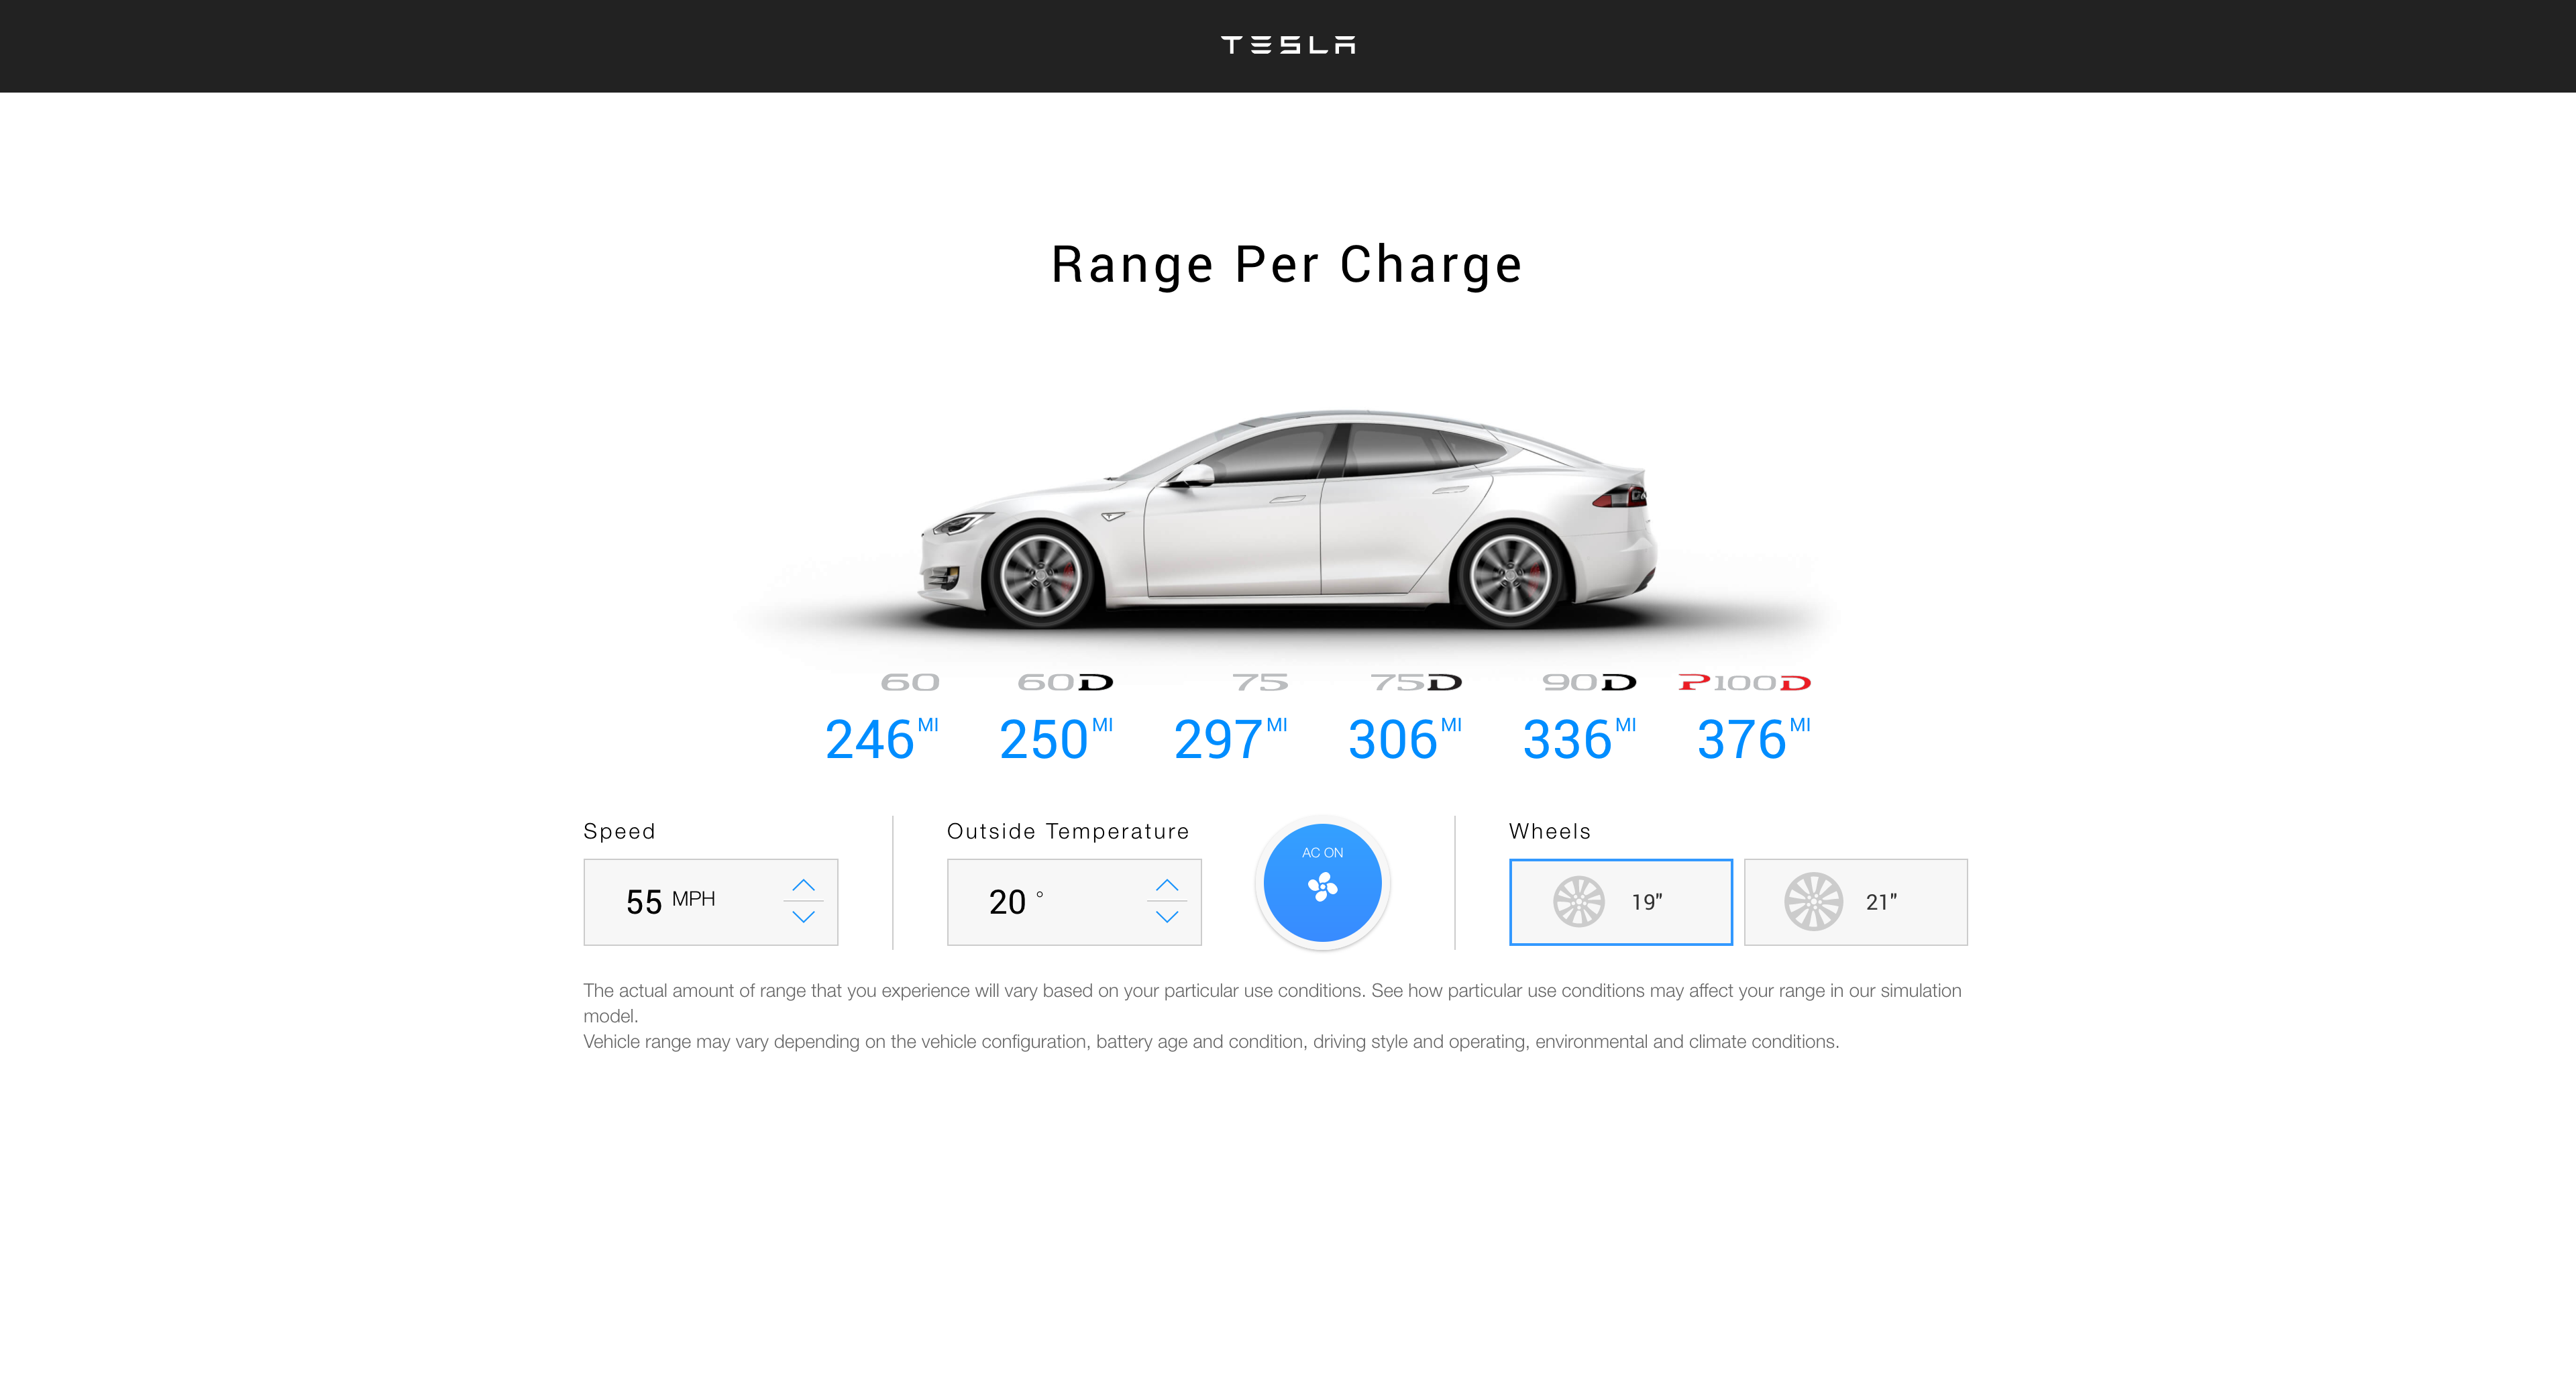 TESLA
Range Per Charge
60 60D 75 75D 90D P100D
246 MI 250 MI 297 MI 306 MI 336 MI 376 MI
Speed
55 MPH
Outside Temperature
20 °
AC ON
Wheels
19"
21"
The actual amount of range that you experience will vary based on your particular use conditions. See how particular use conditions may affect your range in our simulation
model.
Vehicle range may vary depending on the vehicle configuration, battery age and condition, driving style and operating, environmental and climate conditions.